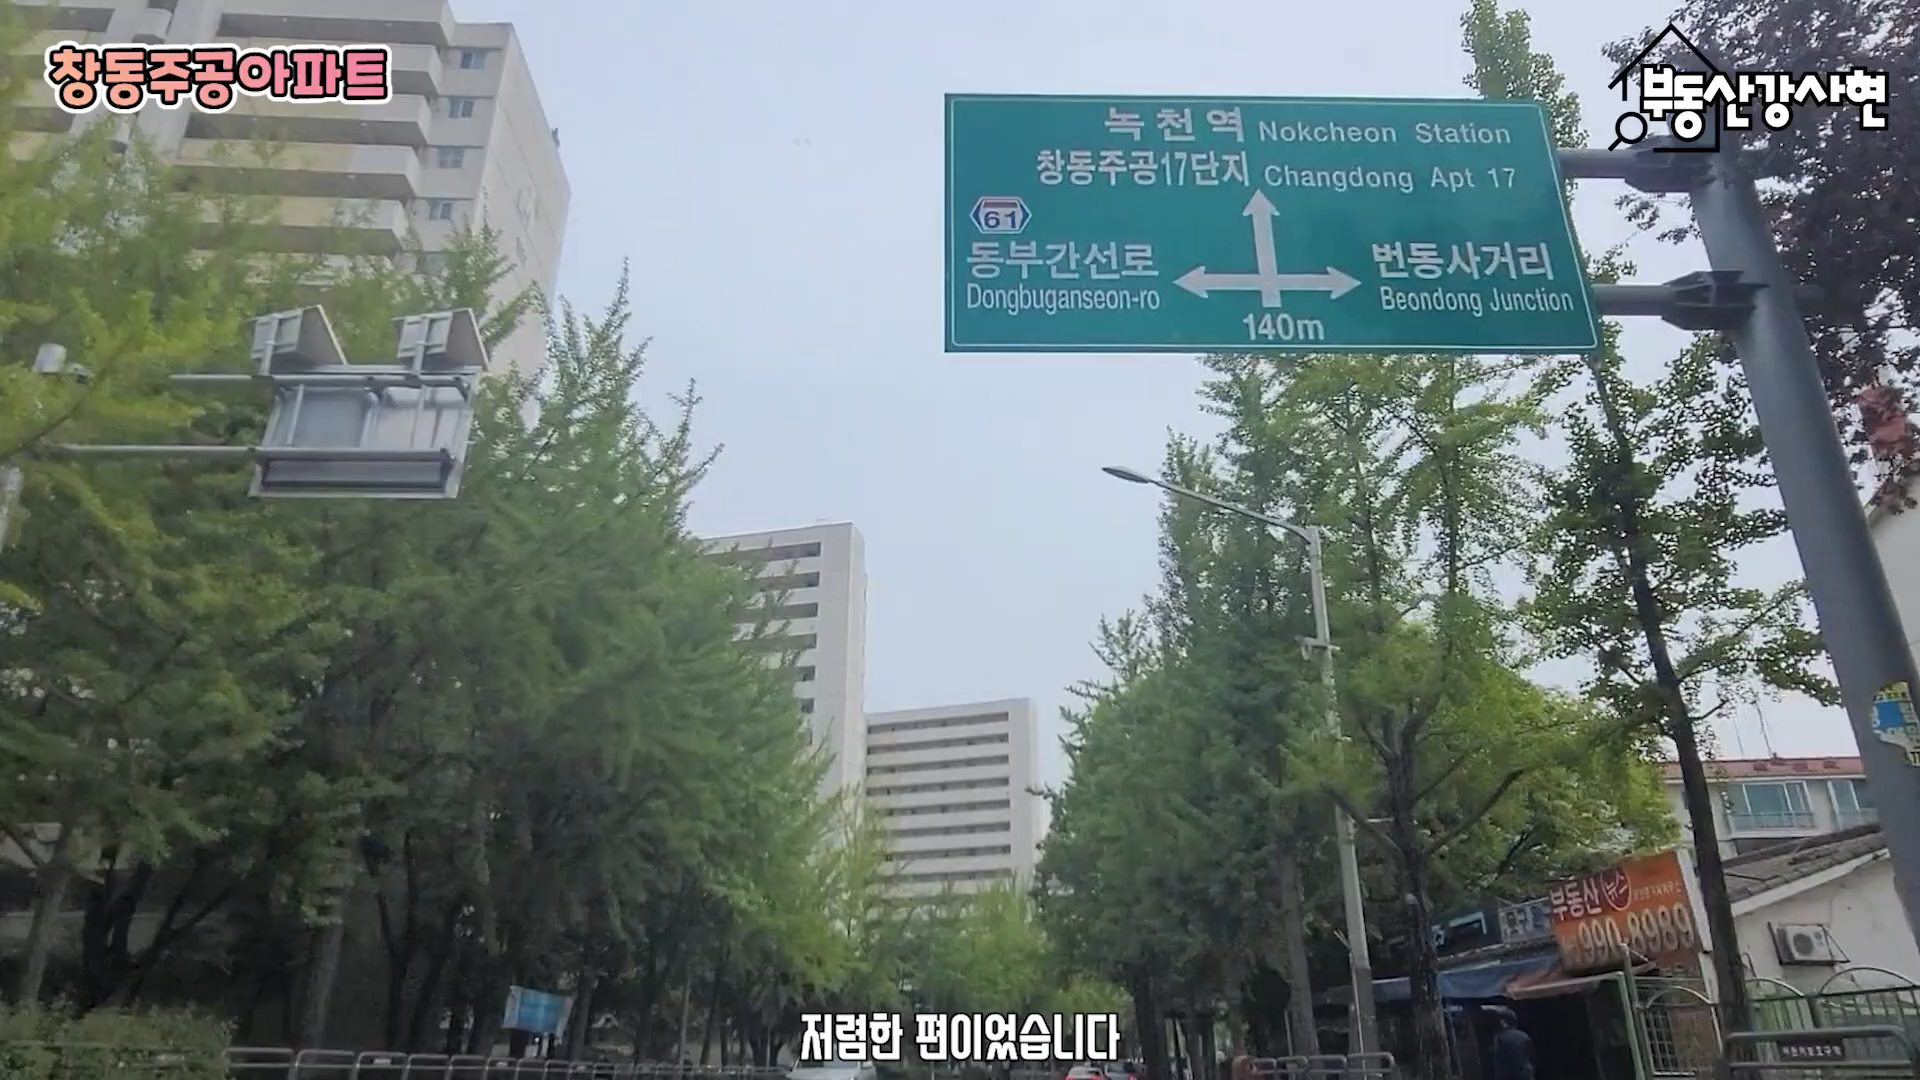 창동주공아파트
부동산강사현
녹천역 Nokcheon Station
창동주공17단지 Changdong Apt 17
61
동부간선로
Dongbuganseon-ro
번동사거리
Beondong Junction
140m
부동산 뉴스
990-8989
저렴한 편이었습니다